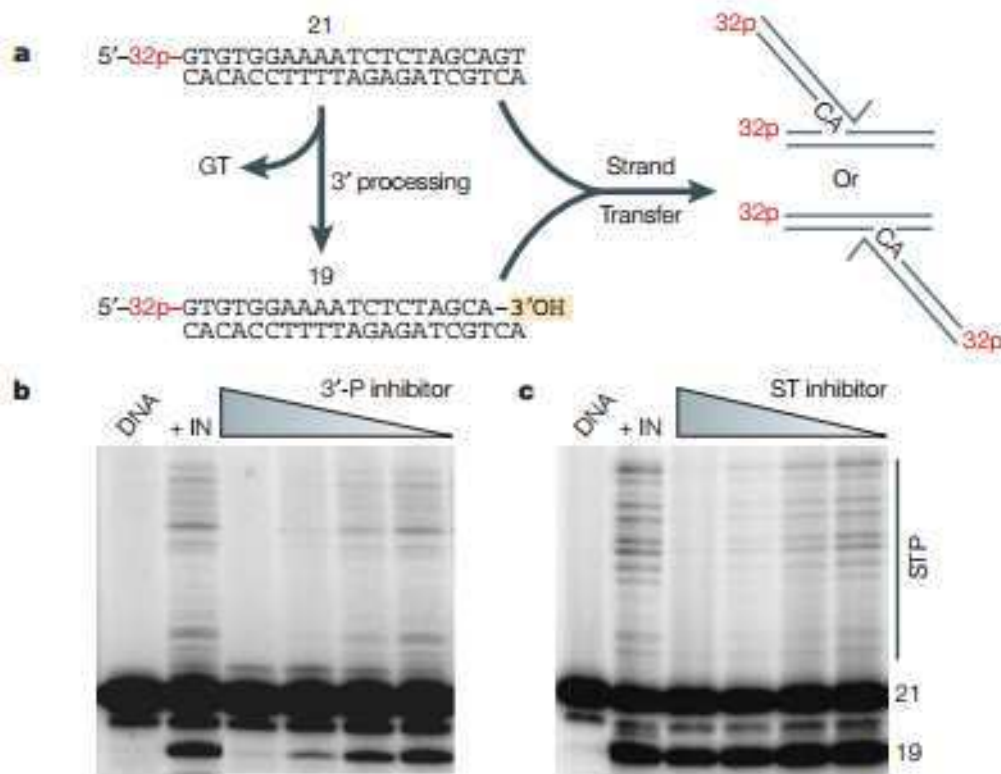 a
21
5′–32p–GTGTGGAAAATCTCTAGCAGT
CACACCTTTTAGAGATCGTCA
GT
3′ processing
19
5′–32p–GTGTGGAAAATCTCTAGCA–3′OH
CACACCTTTTAGAGATCGTCA
Strand
Transfer
32p
CA
32p
Or
32p
CA
32p
b
DNA
+ IN
3′-P inhibitor
c
DNA
+ IN
ST inhibitor
STP
21
19